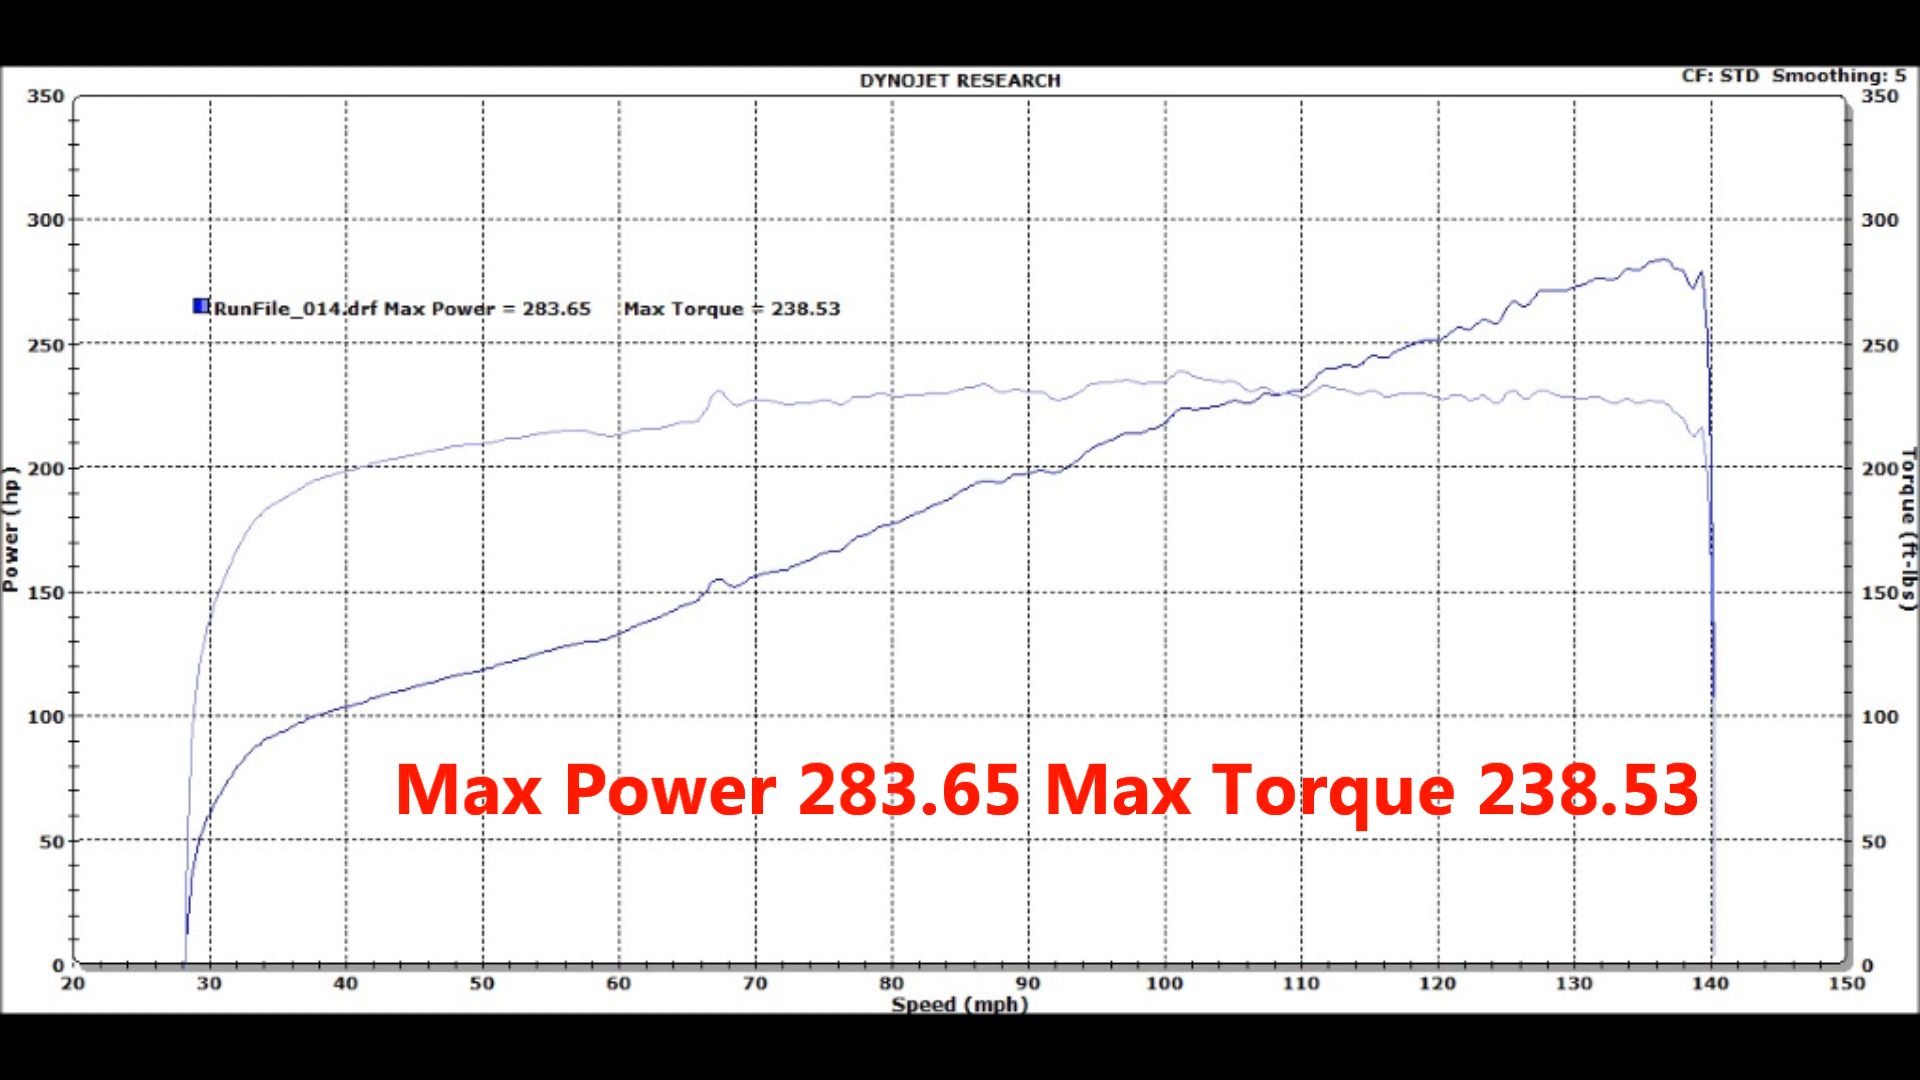 DYNOJET RESEARCH
CF: STD Smoothing: 5
350 350
300 300
RunFile_014.drf Max Power = 283.65 Max Torque = 238.53
250 250
200 200
Power (hp)
Torque (ft-lbs)
150 150
100 100
Max Power 283.65 Max Torque 238.53
50 50
0 0
20 30 40 50 60 70 80 90 100 110 120 130 140 150
Speed (mph)